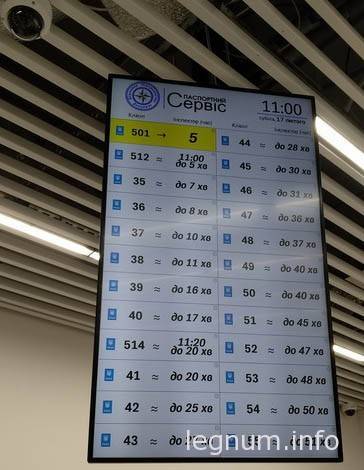 ПАСПОРТНИЙ
Сервіс
11:00
субота, 17 лютого
Клієнт Інспектор (час)
501 → 5
512 ≈ 11:00 до 5 хв
35 ≈ до 7 хв
36 ≈ до 8 хв
37 ≈ до 10 хв
38 ≈ до 11 хв
39 ≈ до 16 хв
40 ≈ до 17 хв
514 ≈ 11:20 до 20 хв
41 ≈ до 20 хв
42 ≈ до 25 хв
43 ≈ до
Клієнт Інспектор (час)
44 ≈ до 28 хв
45 ≈ до 30 хв
46 ≈ до 31 хв
47 ≈ до 36 хв
48 ≈ до 37 хв
49 ≈ до 40 хв
50 ≈ до 40 хв
51 ≈ до 45 хв
52 ≈ до 47 хв
53 ≈ до 48 хв
54 ≈ до 50 хв
55
legnum.info